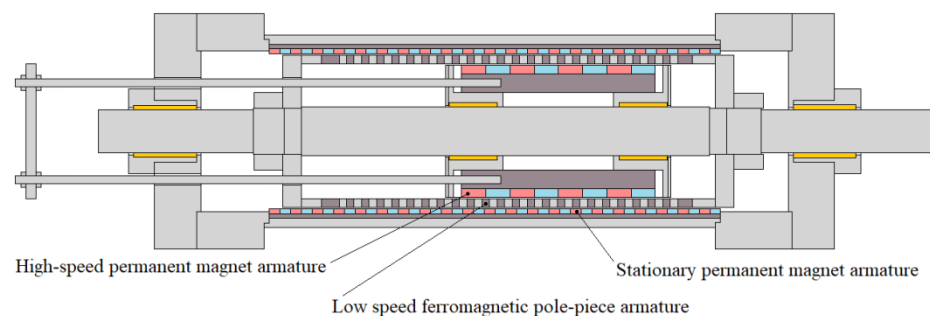 High-speed permanent magnet armature
Stationary permanent magnet armature
Low speed ferromagnetic pole-piece armature